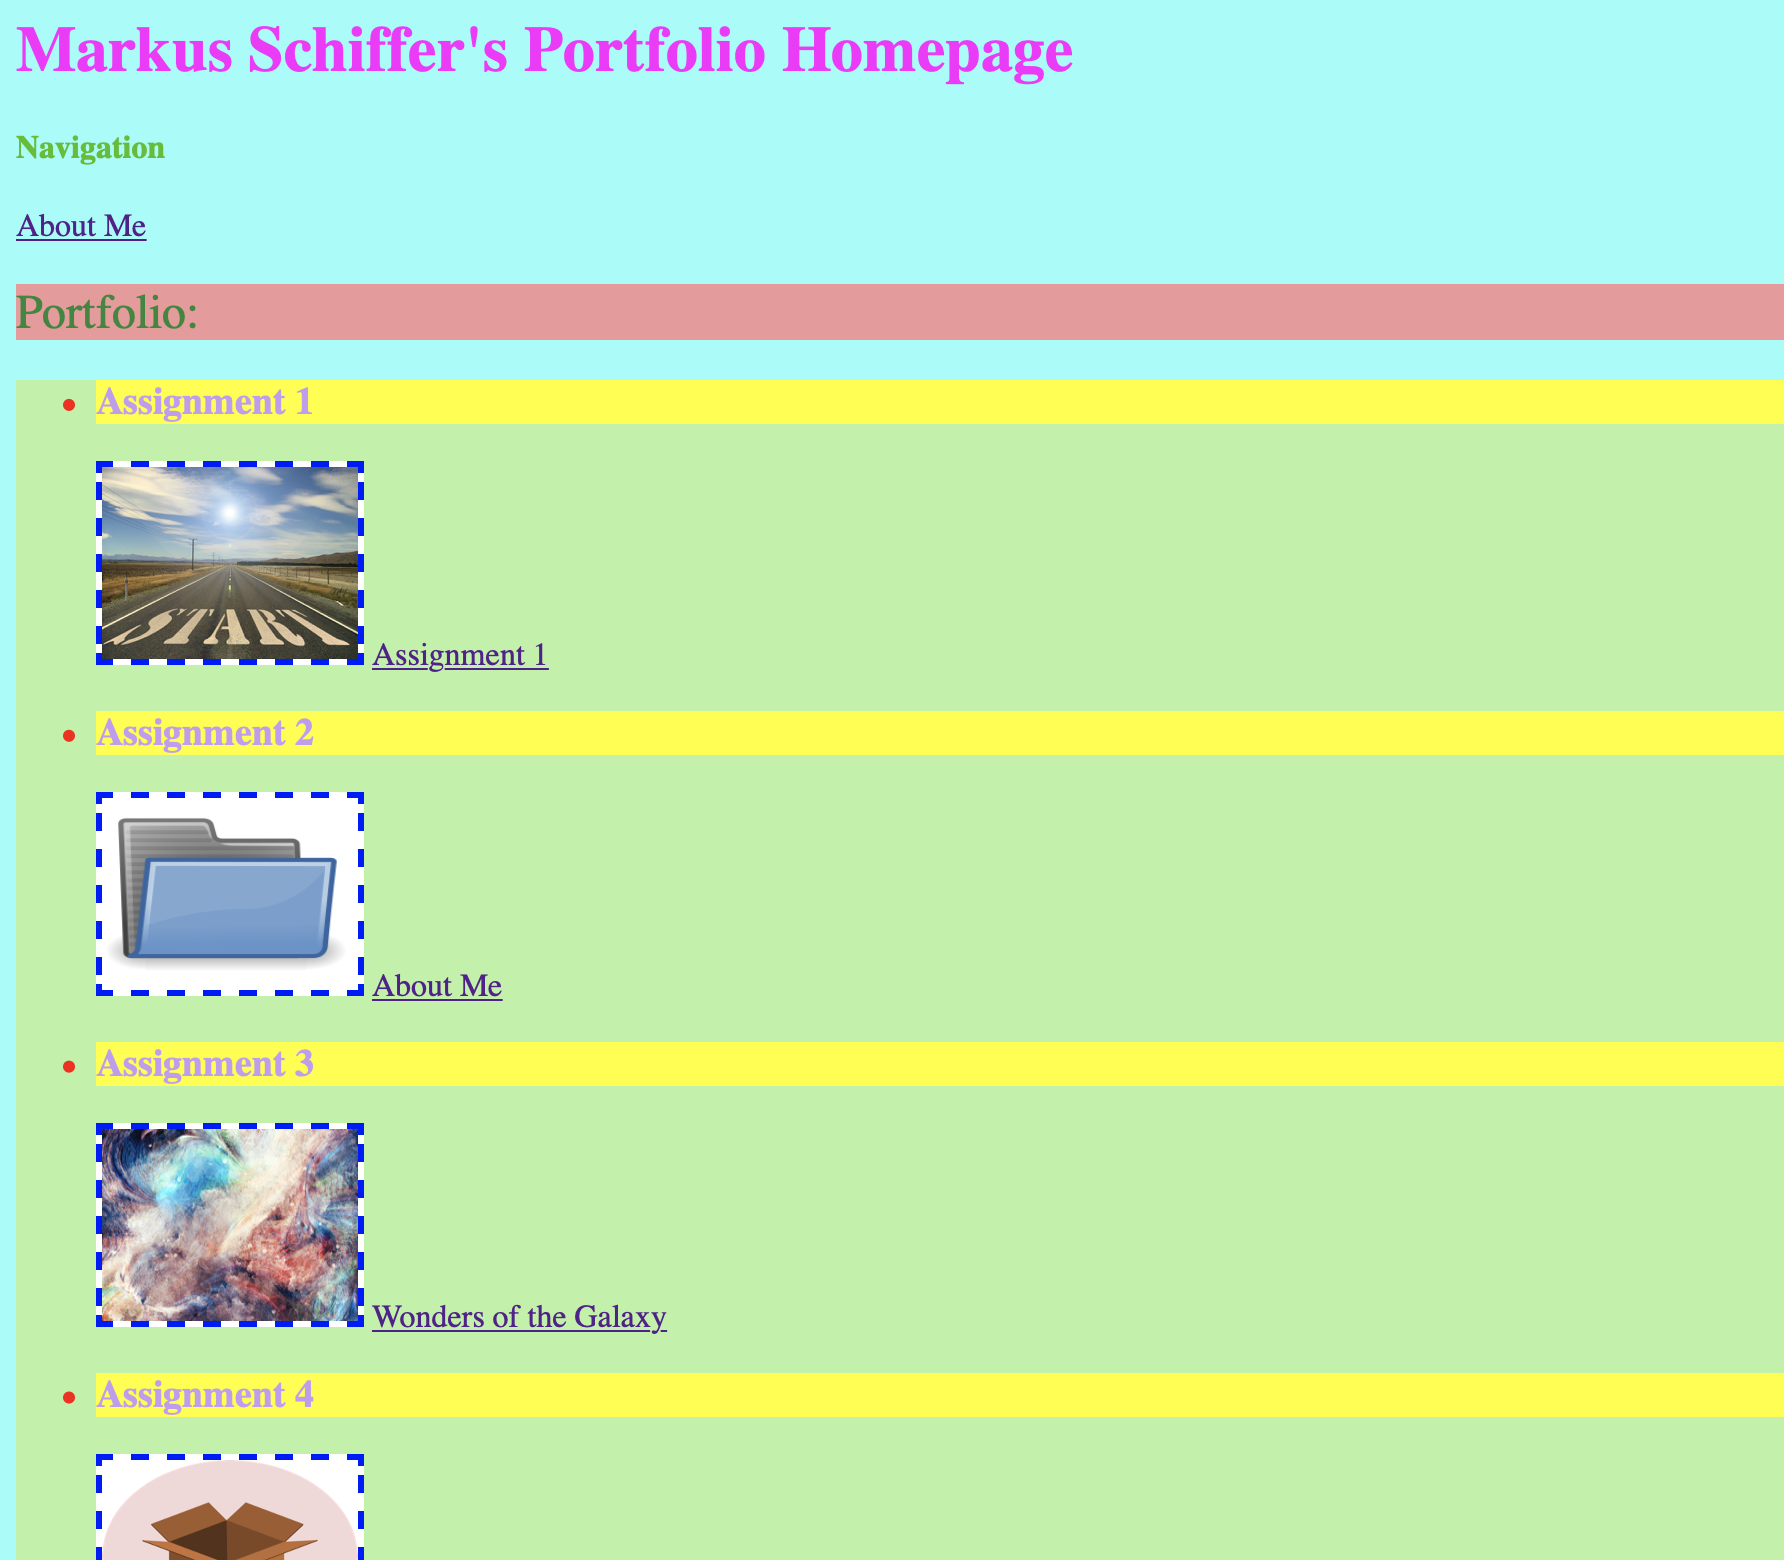 Markus Schiffer's Portfolio Homepage
Navigation
About Me
Portfolio:
Assignment 1
START
Assignment 1
Assignment 2
About Me
Assignment 3
Wonders of the Galaxy
Assignment 4